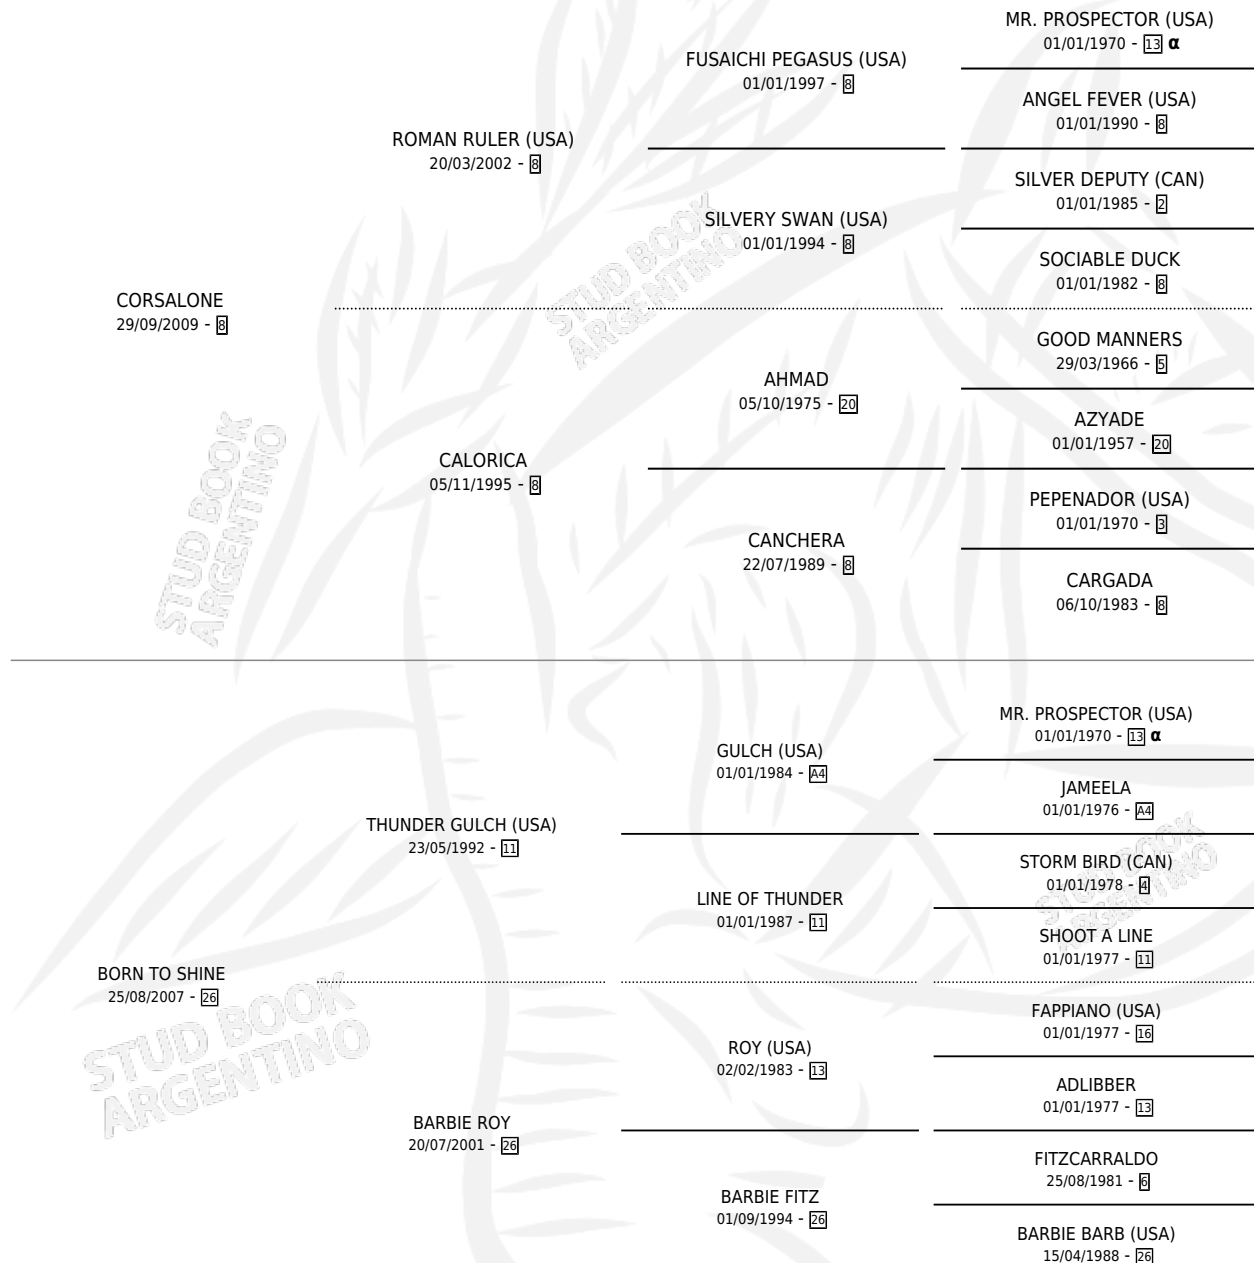 MR. PROSPECTOR (USA)
01/01/1970 - 13 α
FUSAICHI PEGASUS (USA)
01/01/1997 - 8
ANGEL FEVER (USA)
01/01/1990 - 8
ROMAN RULER (USA)
20/03/2002 - 8
SILVER DEPUTY (CAN)
01/01/1985 - 2
SILVERY SWAN (USA)
01/01/1994 - 8
SOCIABLE DUCK
01/01/1982 - 8
CORSALONE
29/09/2009 - 8
GOOD MANNERS
29/03/1966 - 5
AHMAD
05/10/1975 - 20
AZYADE
01/01/1957 - 20
CALORICA
05/11/1995 - 8
PEPENADOR (USA)
01/01/1970 - 3
CANCHERA
22/07/1989 - 8
CARGADA
06/10/1983 - 8
MR. PROSPECTOR (USA)
01/01/1970 - 13 α
GULCH (USA)
01/01/1984 - A4
JAMEELA
01/01/1976 - A4
THUNDER GULCH (USA)
23/05/1992 - 11
STORM BIRD (CAN)
01/01/1978 - 4
LINE OF THUNDER
01/01/1987 - 11
SHOOT A LINE
01/01/1977 - 11
BORN TO SHINE
25/08/2007 - 26
FAPPIANO (USA)
01/01/1977 - 16
ROY (USA)
02/02/1983 - 13
ADLIBBER
01/01/1977 - 13
BARBIE ROY
20/07/2001 - 26
FITZCARRALDO
25/08/1981 - 6
BARBIE FITZ
01/09/1994 - 26
BARBIE BARB (USA)
15/04/1988 - 26
STUD BOOK
ARGENTINO
STUD BOOK
ARGENTINO
STUD BOOK
ARGENTINO
STUD BOOK
ARGENTINO